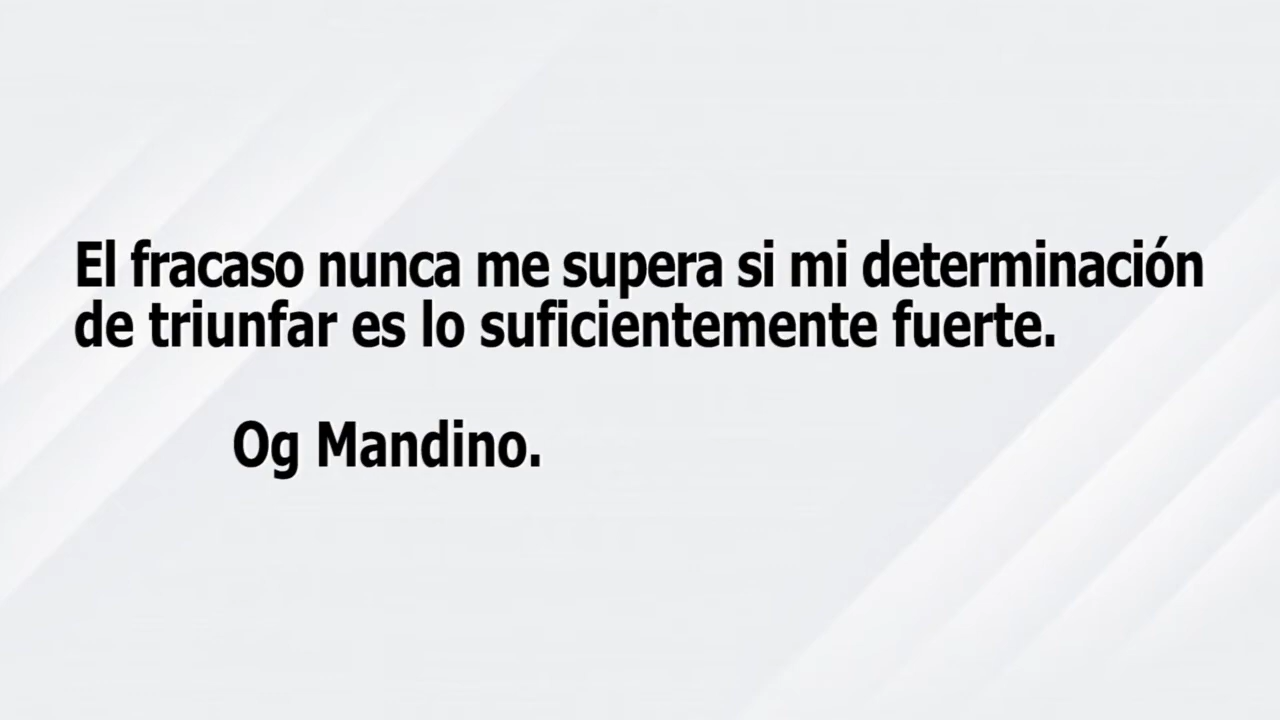 El fracaso nunca me supera si mi determinación
de triunfar es lo suficientemente fuerte.
Og Mandino.